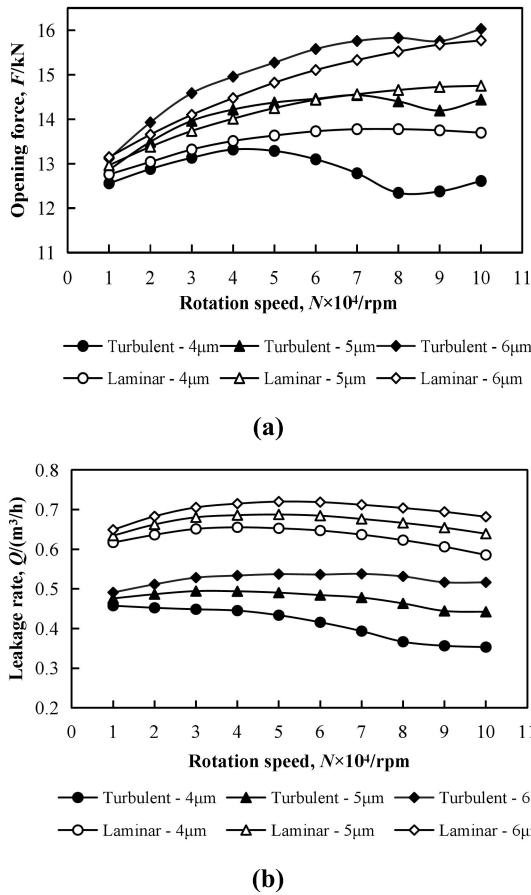 16
15
14
13
12
11
Opening force, F/kN
0 1 2 3 4 5 6 7 8 9 10 11
Rotation speed, N×10⁴/rpm
Turbulent - 4μm Turbulent - 5μm Turbulent - 6μm
Laminar - 4μm Laminar - 5μm Laminar - 6μm
(a)
0.8
0.7
0.6
0.5
0.4
0.3
0.2
Leakage rate, Q/(m³/h)
0 1 2 3 4 5 6 7 8 9 10 11
Rotation speed, N×10⁴/rpm
Turbulent - 4μm Turbulent - 5μm Turbulent - 6
Laminar - 4μm Laminar - 5μm Laminar - 6μm
(b)